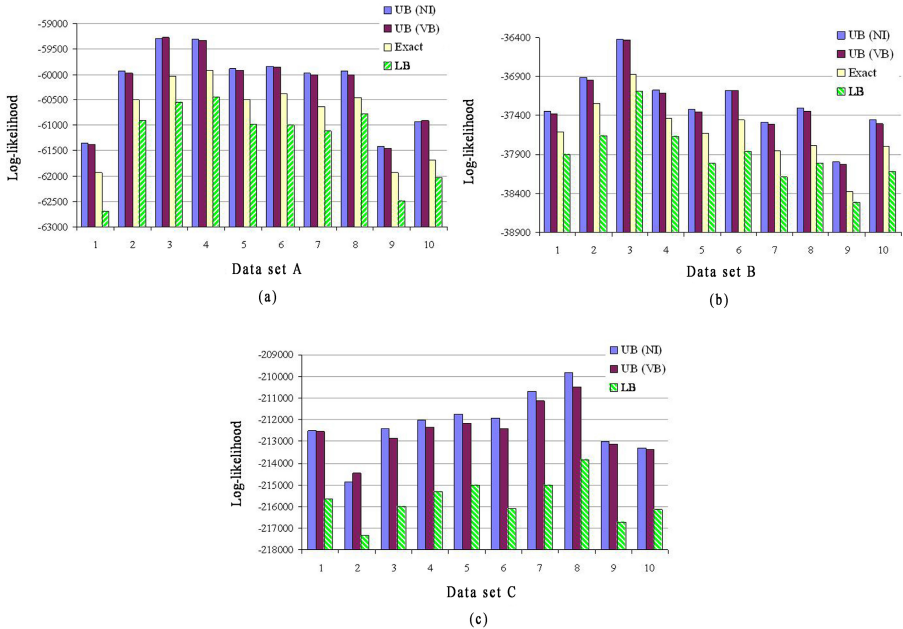 -59000
-59500
-60000
-60500
-61000
-61500
-62000
-62500
-63000
Log-likelihood
UB (NI)
UB (VB)
Exact
LB
1 2 3 4 5 6 7 8 9 10
Data set A
(a)
-36400
-36900
-37400
-37900
-38400
-38900
Log-likelihood
UB (NI)
UB (VB)
Exact
LB
1 2 3 4 5 6 7 8 9 10
Data set B
(b)
-209000
-210000
-211000
-212000
-213000
-214000
-215000
-216000
-217000
-218000
Log-likelihood
UB (NI)
UB (VB)
LB
1 2 3 4 5 6 7 8 9 10
Data set C
(c)